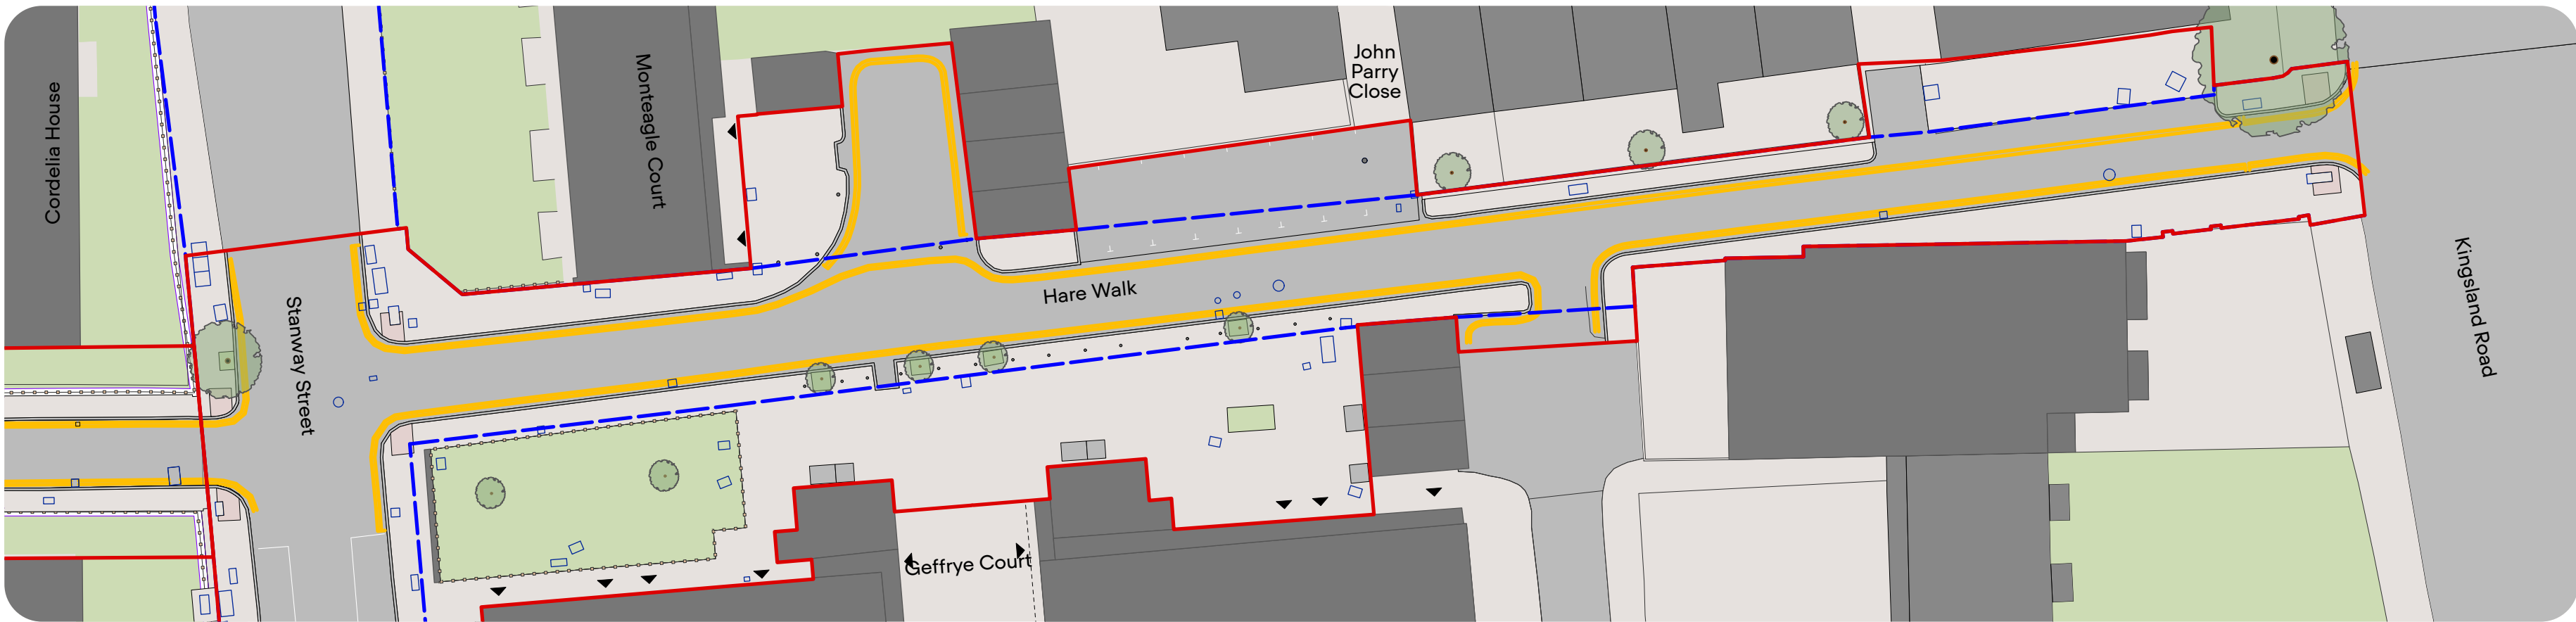 Cordelia House
Stanway Street
Monteagle Court
Hare Walk
Geffrye Court
John
Parry
Close
Kingsland Road